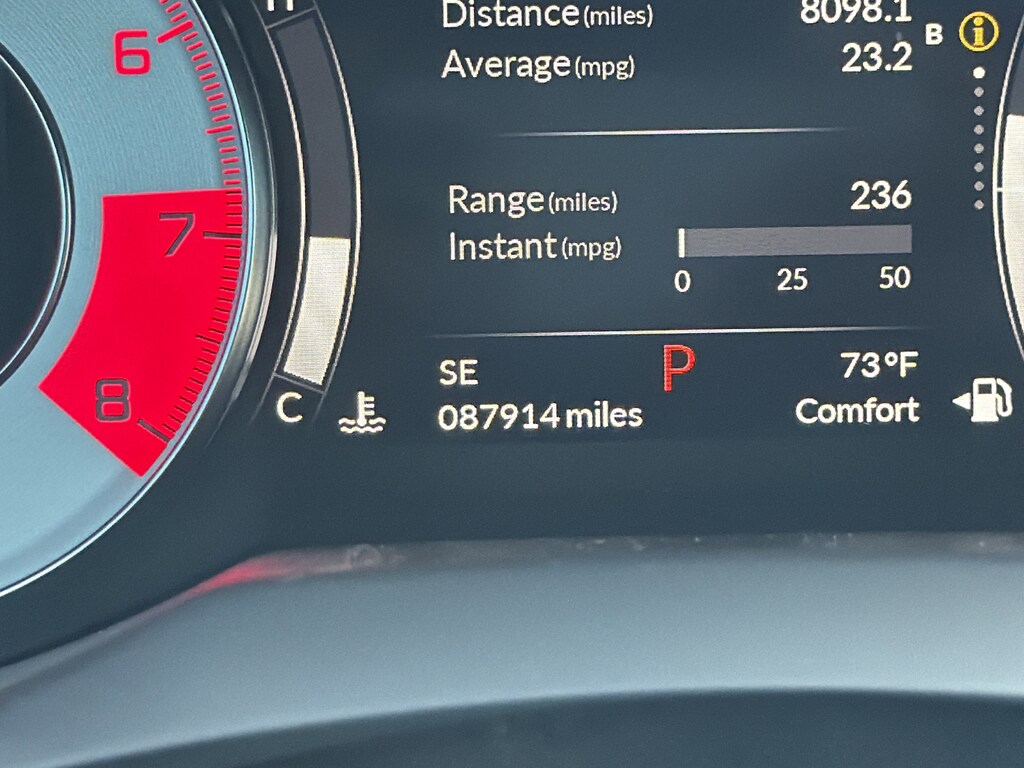 Distance (miles) 8098.1
Average (mpg) 23.2
B
6
7
8
Range (miles) 236
Instant (mpg)
0 25 50
SE P 73°F
C
087914 miles Comfort